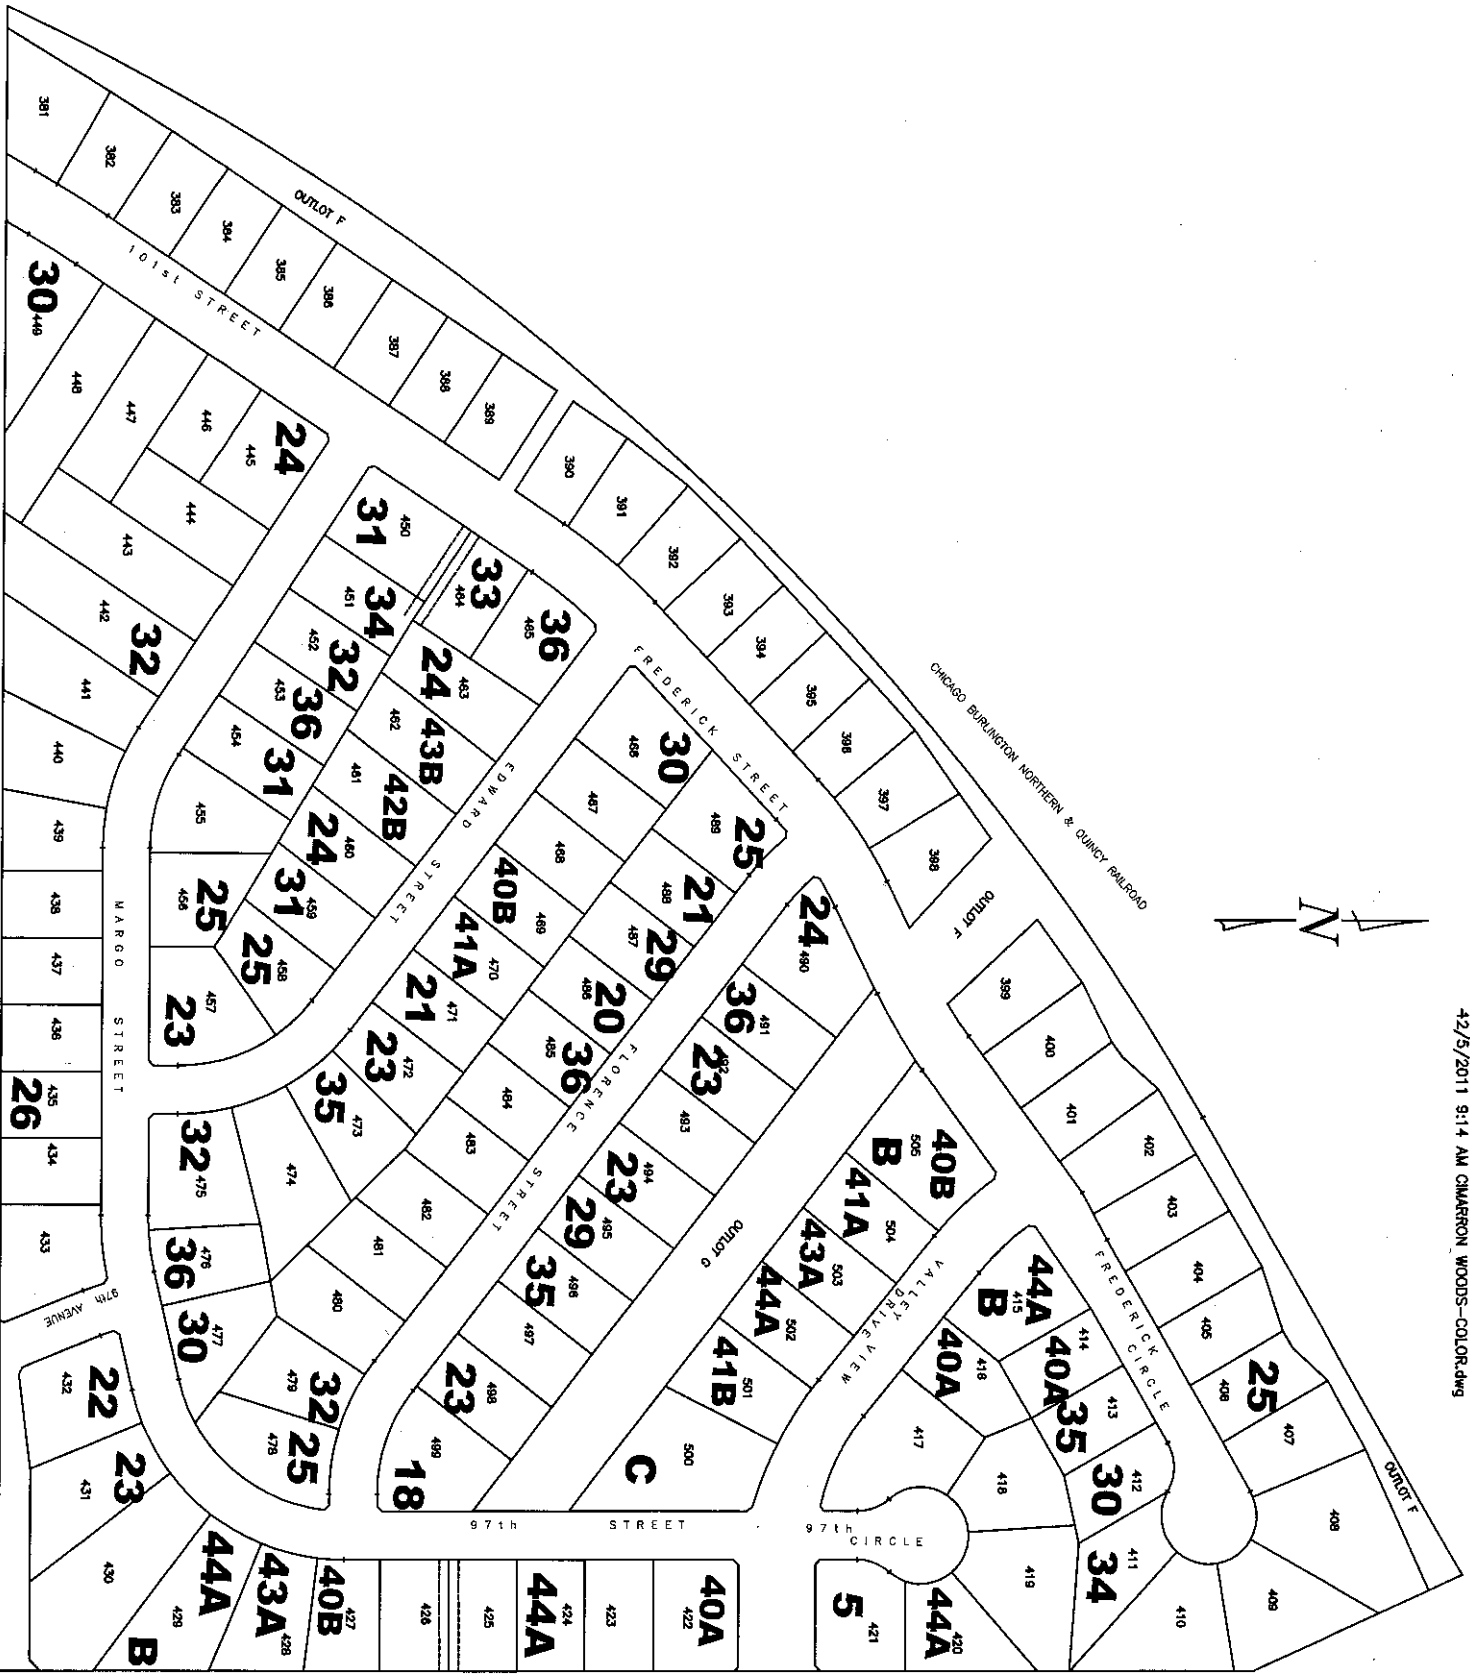 42/5/2011 9:14 AM CIMARRON WOODS-COLOR.dwg
N
CHICAGO BURLINGTON NORTHERN & QUINCY RAILROAD
OUTLOT F
OUTLOT F
OUTLOT F
OUTLOT G
101st STREET
FREDERICK STREET
FREDERICK CIRCLE
EDWARD STREET
FLORENCE STREET
MARGO STREET
VALLEY VIEW
DRIVE
97th AVENUE
97th STREET
97th CIRCLE
381
382
383
384
385
386
387
388
389
390
391
392
393
394
395
396
397
398
399
400
401
402
403
404
405
406 25
407
408
409
410
411 34
412 30
413 35
414 40A
415 44A B
416 40A
417
418
419
420 44A
421 5
422 40A
423
424 44A
425
426
427 40B
428 43A
429 44A B
430
431 23
432 22
433
434
435 26
436
437
438
439
440
441
442 32
443
444
445 24
446
447
448
449 30
450 31
451 34
452 32
453 36
454 31
455
456 25
457 23
458 25
459 31
460 24
461 42B
462 43B
463 24
464 33
465 36
466 30
467
468
469 40B
470 41A
471 21
472 23
473 35
474
475 32
476 36
477 30
478 25
479 32
480
481
482
483
484
485 36
486 20
487 29
488 21
489 25
490 24
491 36
492 23
493
494 23
495 29
496 35
497
498 23
499 18
500 C
501 41B
502 44A
503 43A
504 41A
505 40B B